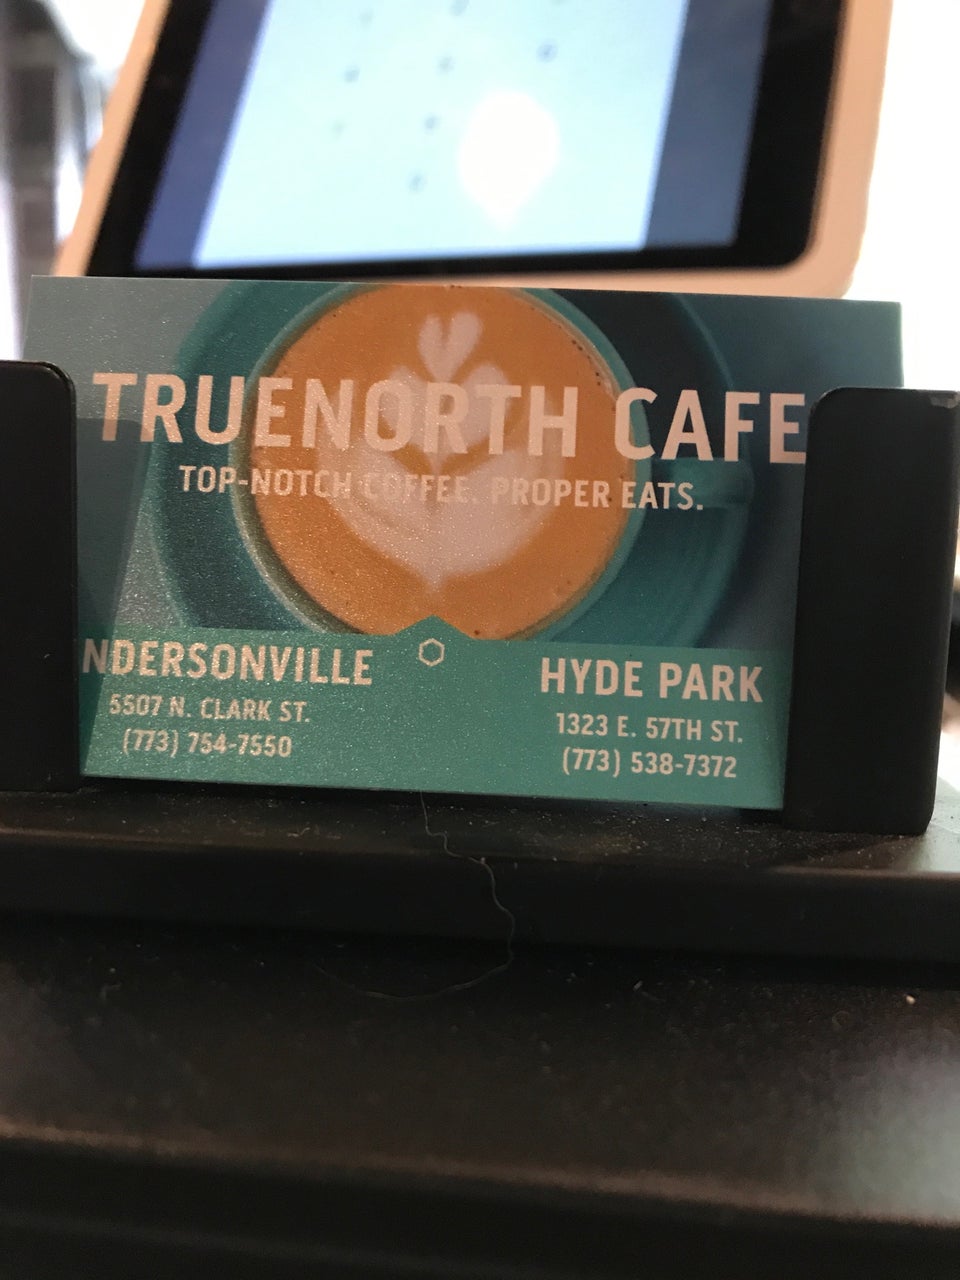 TRUENORTH CAFE
TOP-NOTCH COFFEE. PROPER EATS.
NDERSONVILLE
5507 N. CLARK ST.
(773) 754-7550
HYDE PARK
1323 E. 57TH ST.
(773) 538-7372